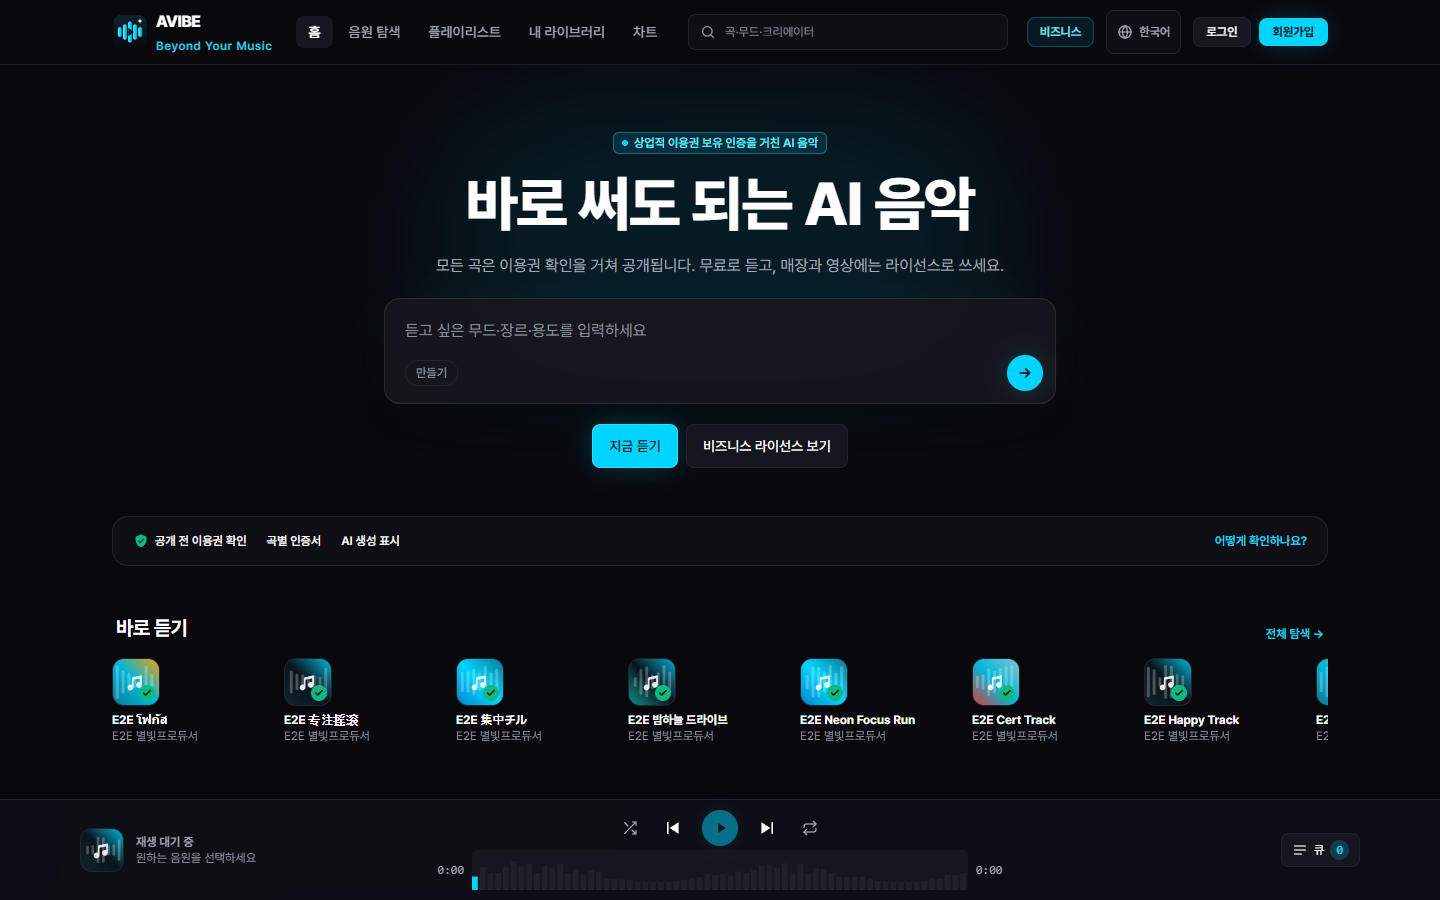 AVIBE
Beyond Your Music
홈
음원 탐색
플레이리스트
내 라이브러리
차트
곡·무드·크리에이터
비즈니스
한국어
로그인
회원가입
상업적 이용권 보유 인증을 거친 AI 음악
바로 써도 되는 AI 음악
모든 곡은 이용권 확인을 거쳐 공개됩니다. 무료로 듣고, 매장과 영상에는 라이선스로 쓰세요.
듣고 싶은 무드·장르·용도를 입력하세요
만들기
지금 듣기
비즈니스 라이선스 보기
공개 전 이용권 확인
곡별 인증서
AI 생성 표시
어떻게 확인하나요?
바로 듣기
전체 탐색 →
E2E โฟกัส
E2E 별빛프로듀서
E2E 专注摇滚
E2E 별빛프로듀서
E2E 集中チル
E2E 별빛프로듀서
E2E 밤하늘 드라이브
E2E 별빛프로듀서
E2E Neon Focus Run
E2E 별빛프로듀서
E2E Cert Track
E2E 별빛프로듀서
E2E Happy Track
E2E 별빛프로듀서
재생 대기 중
원하는 음원을 선택하세요
0:00
0:00
큐 0